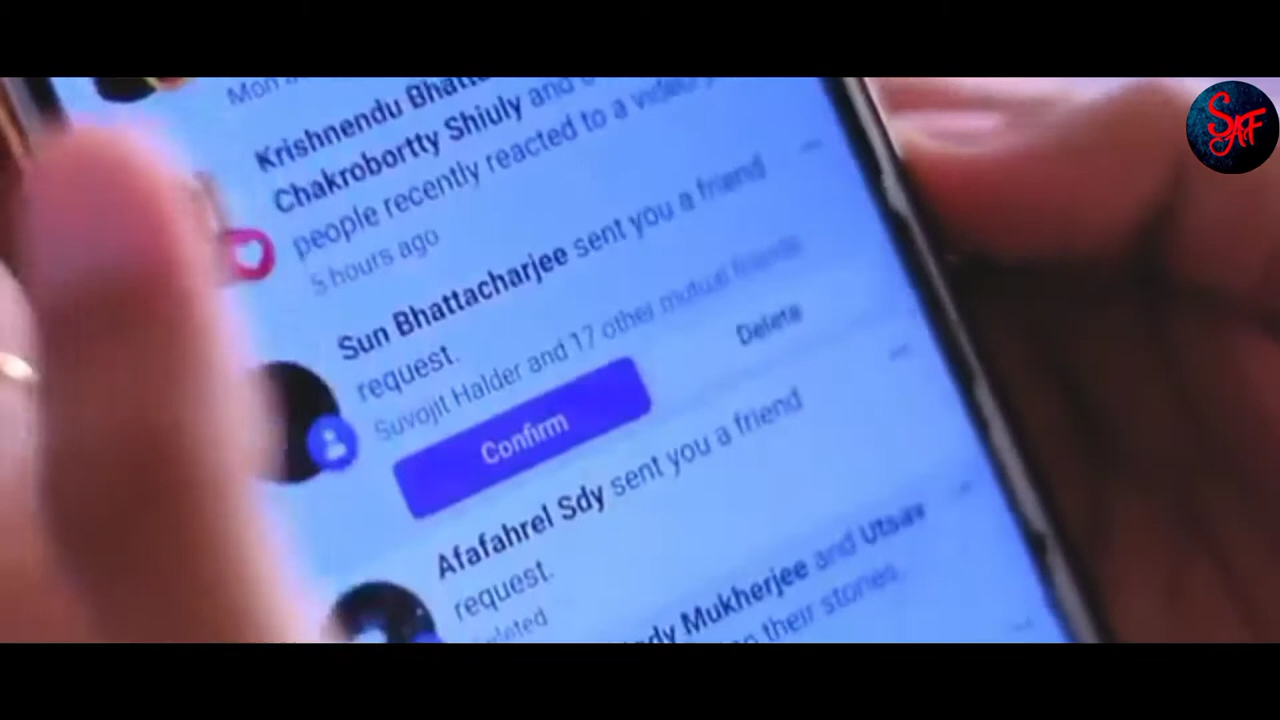 Krishnendu
Chakrobortty Shiuly and
people recently reacted to a video
5 hours ago
Sun Bhattacharjee sent you a friend
request.
Suvojit Halder and 17 other mutual friends
Confirm
Delete
Afafahrel Sdy sent you a friend
request.
Mukherjee and Utsav
their stories.
SAFF